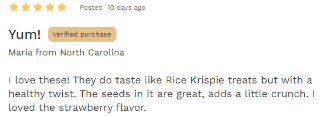 Posted 10 days ago
Yum! Verified purchase
Maria from North Carolina
I love these! They do taste like Rice Krispie treats but with a
healthy twist. The seeds in it are great, adds a little crunch. I
loved the strawberry flavor.